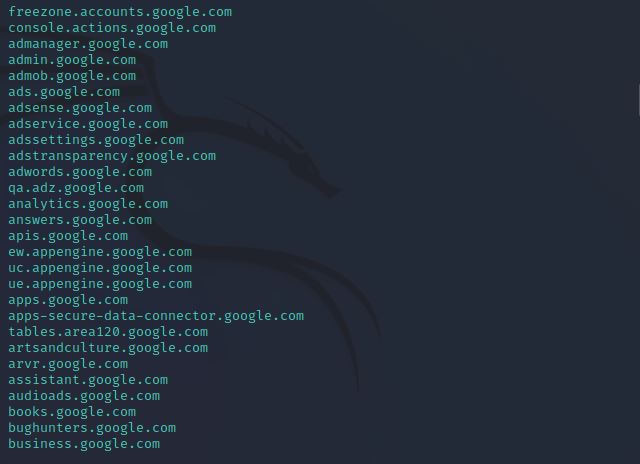 freezone.accounts.google.com
console.actions.google.com
admanager.google.com
admin.google.com
admob.google.com
ads.google.com
adsense.google.com
adservice.google.com
adssettings.google.com
adstransparency.google.com
adwords.google.com
qa.adz.google.com
analytics.google.com
answers.google.com
apis.google.com
ew.appengine.google.com
uc.appengine.google.com
ue.appengine.google.com
apps.google.com
apps-secure-data-connector.google.com
tables.area120.google.com
artsandculture.google.com
arvr.google.com
assistant.google.com
audioads.google.com
books.google.com
bughunters.google.com
business.google.com